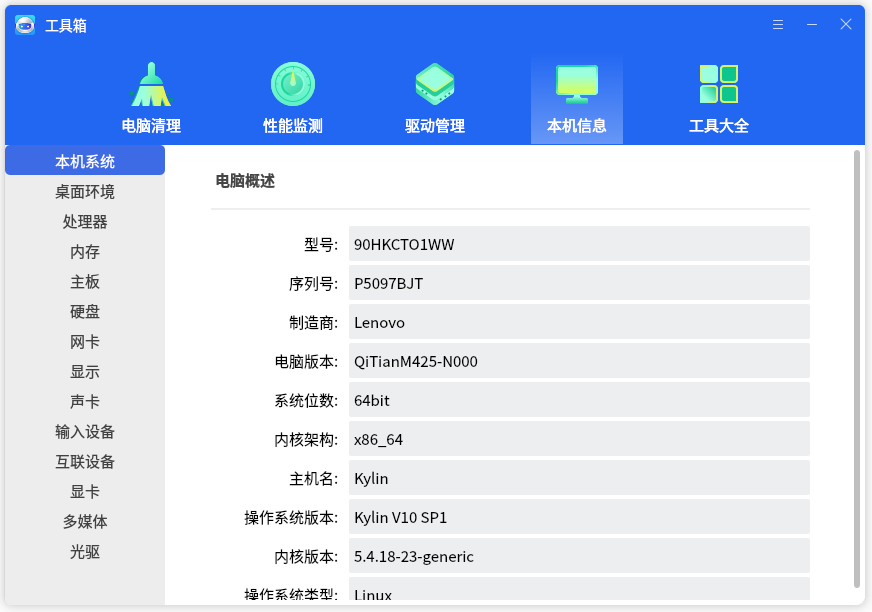 工具箱
电脑清理
性能监测
驱动管理
本机信息
工具大全
本机系统
桌面环境
处理器
内存
主板
硬盘
网卡
显示
声卡
输入设备
互联设备
显卡
多媒体
光驱
电脑概述
型号: 90HKCTO1WW
序列号: P5097BJT
制造商: Lenovo
电脑版本: QiTianM425-N000
系统位数: 64bit
内核架构: x86_64
主机名: Kylin
操作系统版本: Kylin V10 SP1
内核版本: 5.4.18-23-generic
操作系统类型: Linux